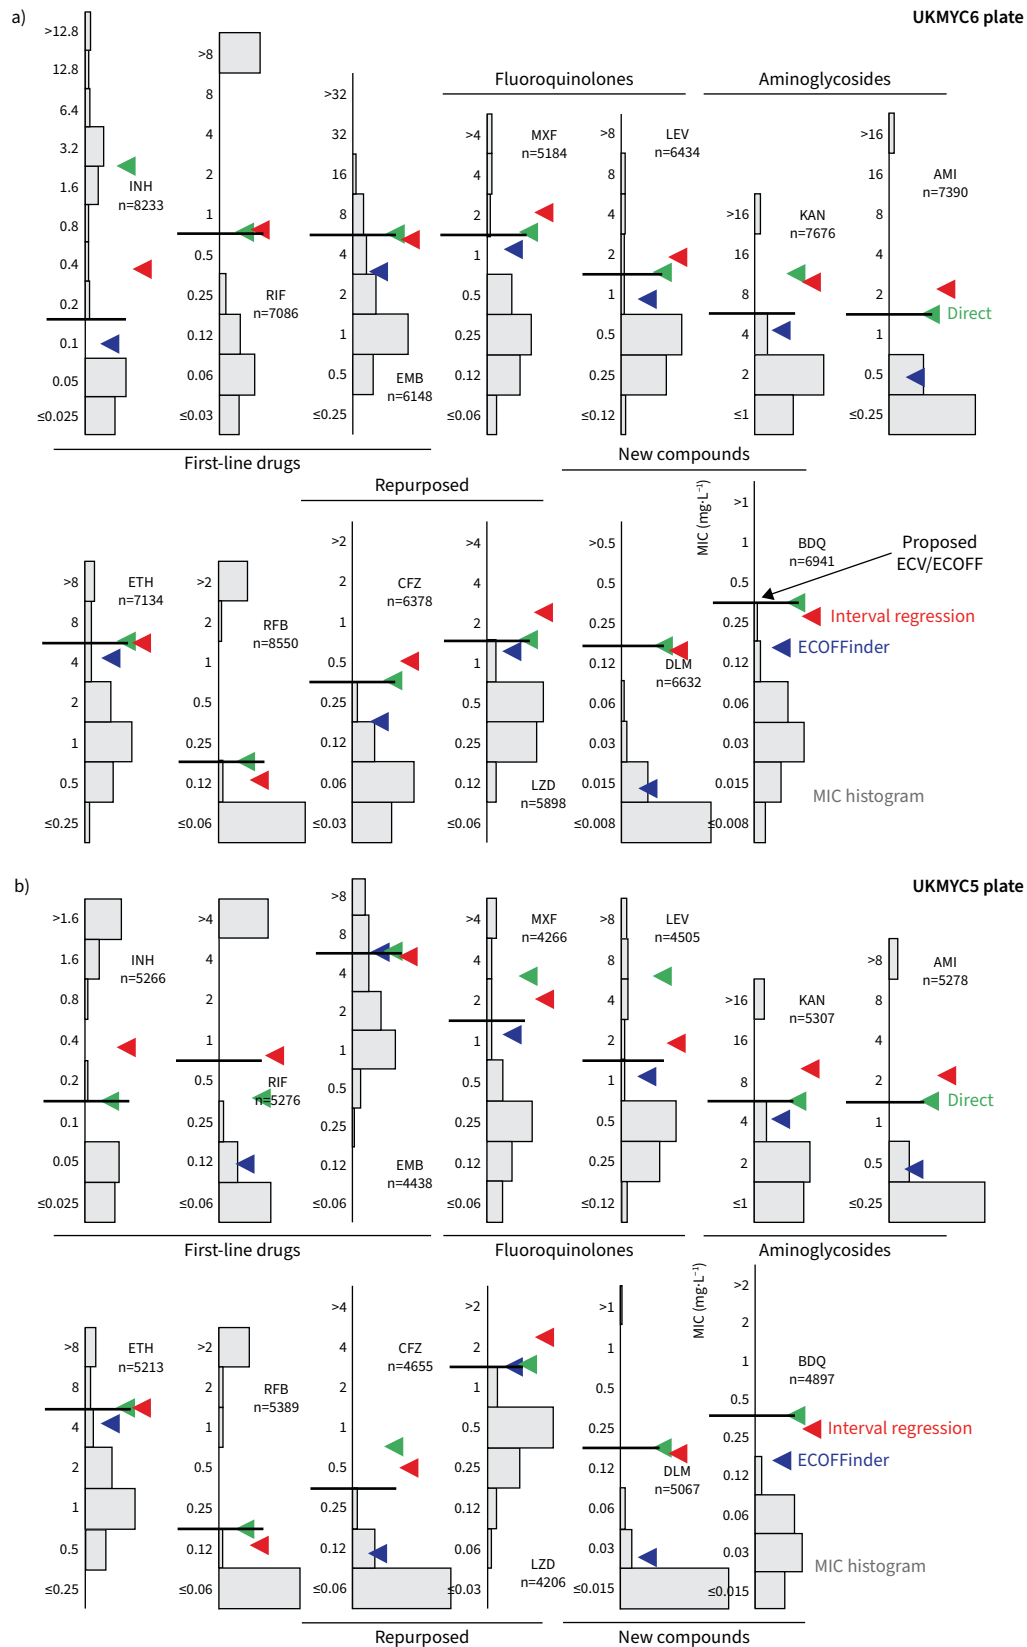 a)
UKMYC6 plate
>12.8
12.8
6.4
3.2
1.6
0.8
0.4
0.2
0.1
0.05
≤0.025
INH
n=8233
>8
8
4
2
1
0.5
0.25
0.12
0.06
≤0.03
RIF
n=7086
>32
32
16
8
4
2
1
0.5
≤0.25
EMB
n=6148
First-line drugs
Fluoroquinolones
>4
4
2
1
0.5
0.25
0.12
≤0.06
MXF
n=5184
>8
8
4
2
1
0.5
0.25
≤0.12
LEV
n=6434
Aminoglycosides
>16
16
8
4
2
≤1
KAN
n=7676
>16
16
8
4
2
1
0.5
≤0.25
AMI
n=7390
Direct
>8
8
4
2
1
0.5
≤0.25
ETH
n=7134
>2
2
1
0.5
0.25
0.12
≤0.06
RFB
n=8550
Repurposed
>2
2
1
0.5
0.25
0.12
0.06
≤0.03
CFZ
n=6378
>4
4
2
1
0.5
0.25
0.12
≤0.06
LZD
n=5898
New compounds
>0.5
0.5
0.25
0.12
0.06
0.03
0.015
≤0.008
DLM
n=6632
MIC (mg·L⁻¹)
>1
1
0.5
0.25
0.12
0.06
0.03
0.015
≤0.008
BDQ
n=6941
Proposed
ECV/ECOFF
Interval regression
ECOFFinder
MIC histogram
b)
UKMYC5 plate
>1.6
1.6
0.8
0.4
0.2
0.1
0.05
≤0.025
INH
n=5266
>4
4
2
1
0.5
0.25
0.12
≤0.06
RIF
n=5276
>8
8
4
2
1
0.5
0.25
0.12
≤0.06
EMB
n=4438
First-line drugs
>4
4
2
1
0.5
0.25
0.12
≤0.06
MXF
n=4266
>8
8
4
2
1
0.5
0.25
≤0.12
LEV
n=4505
Fluoroquinolones
>16
16
8
4
2
≤1
KAN
n=5307
>8
8
4
2
1
0.5
≤0.25
AMI
n=5278
Direct
Aminoglycosides
>8
8
4
2
1
0.5
≤0.25
ETH
n=5213
>2
2
1
0.5
0.25
0.12
≤0.06
RFB
n=5389
>4
4
2
1
0.5
0.25
0.12
≤0.06
CFZ
n=4655
>2
2
1
0.5
0.25
0.12
0.06
≤0.03
LZD
n=4206
Repurposed
>1
1
0.5
0.25
0.12
0.06
0.03
≤0.015
DLM
n=5067
MIC (mg·L⁻¹)
>2
2
1
0.5
0.25
0.12
0.06
0.03
≤0.015
BDQ
n=4897
Interval regression
ECOFFinder
MIC histogram
New compounds